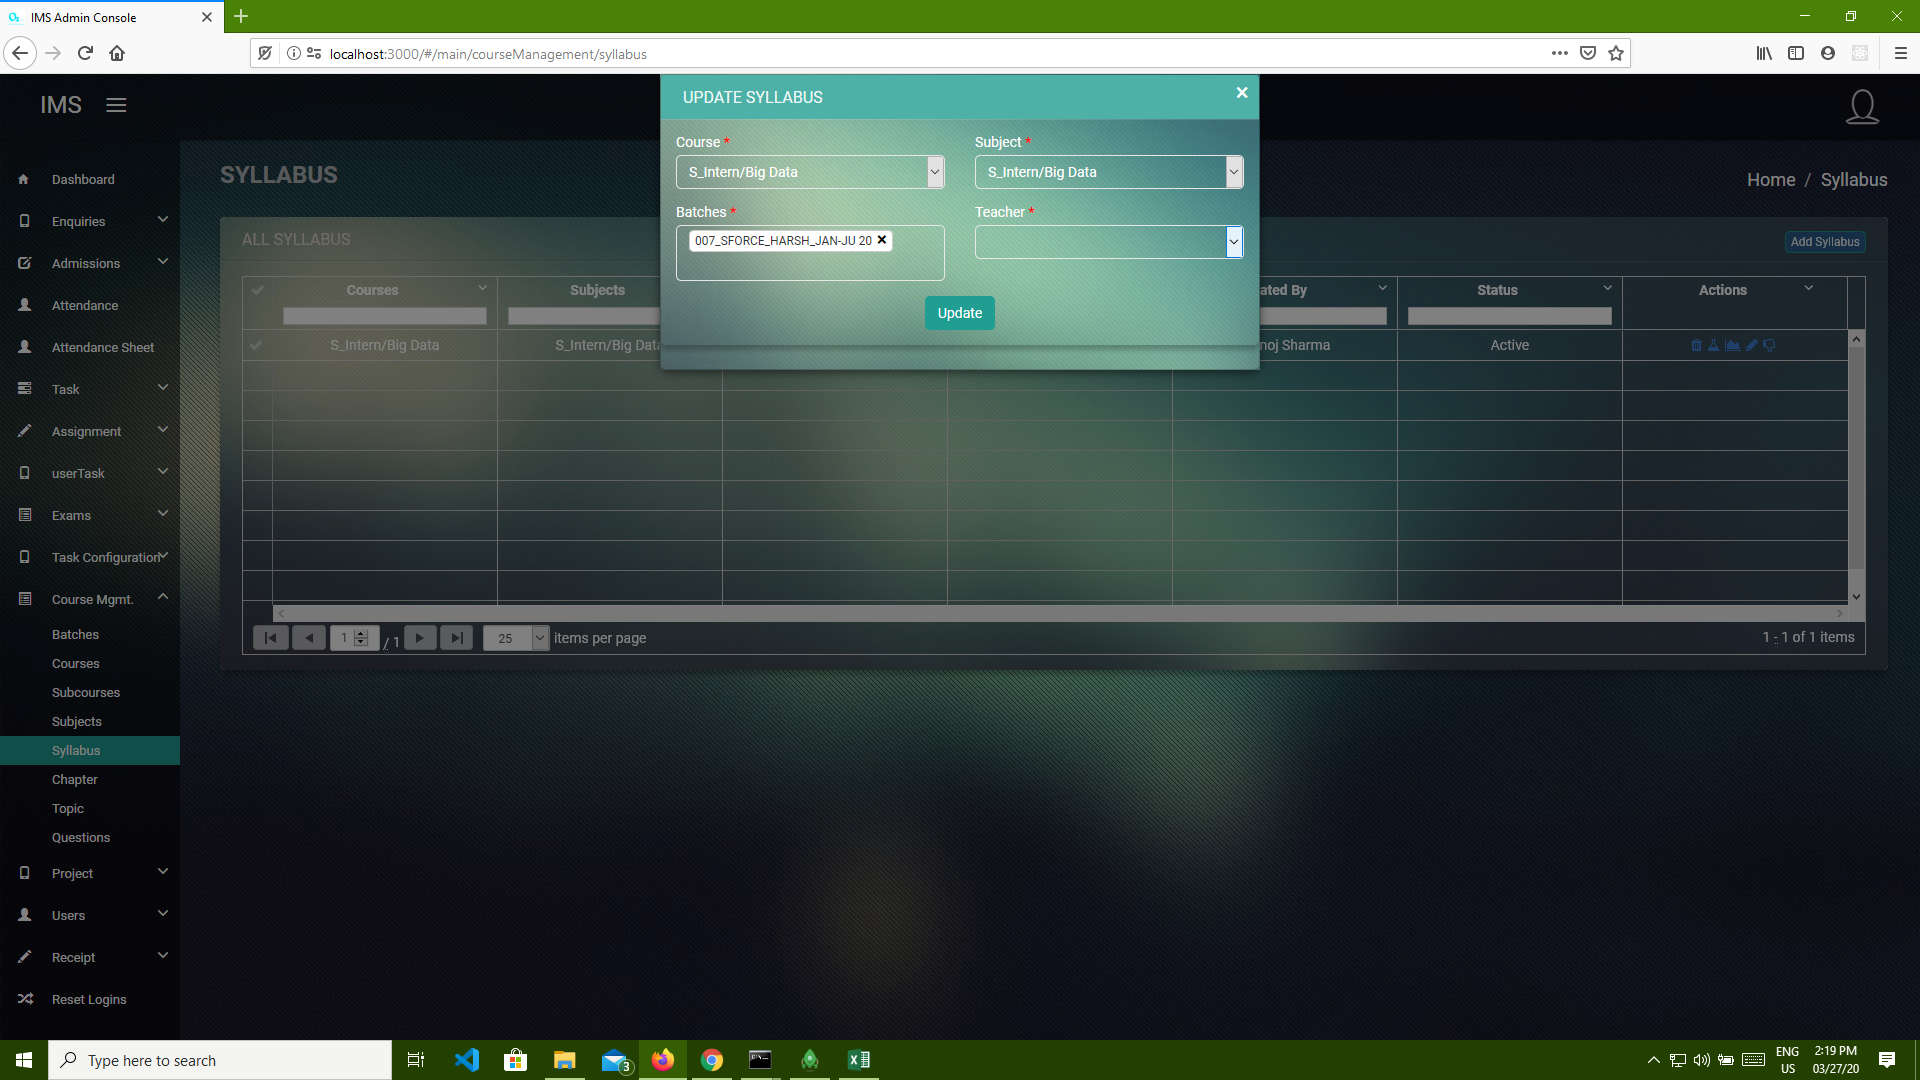 IMS Admin Console
localhost:3000/#/main/courseManagement/syllabus
IMS
UPDATE SYLLABUS
Course *
Subject *
S_Intern/Big Data
S_Intern/Big Data
Batches *
Teacher *
007_SFORCE_HARSH_JAN-JU 20
Update
Dashboard
Enquiries
Admissions
Attendance
Attendance Sheet
Task
Assignment
userTask
Exams
Task Configuration
Course Mgmt.
Batches
Courses
Subcourses
Subjects
Syllabus
Chapter
Topic
Questions
Project
Users
Receipt
Reset Logins
SYLLABUS
Home / Syllabus
ALL SYLLABUS
Add Syllabus
Courses Subjects ated By Status Actions
S_Intern/Big Data S_Intern/Big Data noj Sharma Active
1 / 1 25 items per page
1 - 1 of 1 items
Type here to search
3
ENG
US
2:19 PM
03/27/20